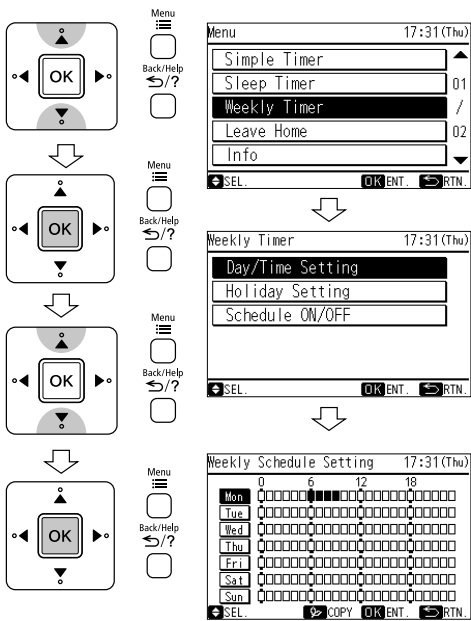 Menu
Back/Help
/?
OK
Menu 17:31(Thu)
Simple Timer
Sleep Timer
Weekly Timer
Leave Home
Info
01
/
02
SEL. OK ENT. RTN.
Menu
Back/Help
/?
OK
Weekly Timer 17:31(Thu)
Day/Time Setting
Holiday Setting
Schedule ON/OFF
SEL. OK ENT. RTN.
Menu
Back/Help
/?
OK
Weekly Schedule Setting 17:31(Thu)
0 6 12 18
Mon
Tue
Wed
Thu
Fri
Sat
Sun
SEL. COPY OK ENT. RTN.
Menu
Back/Help
/?
OK